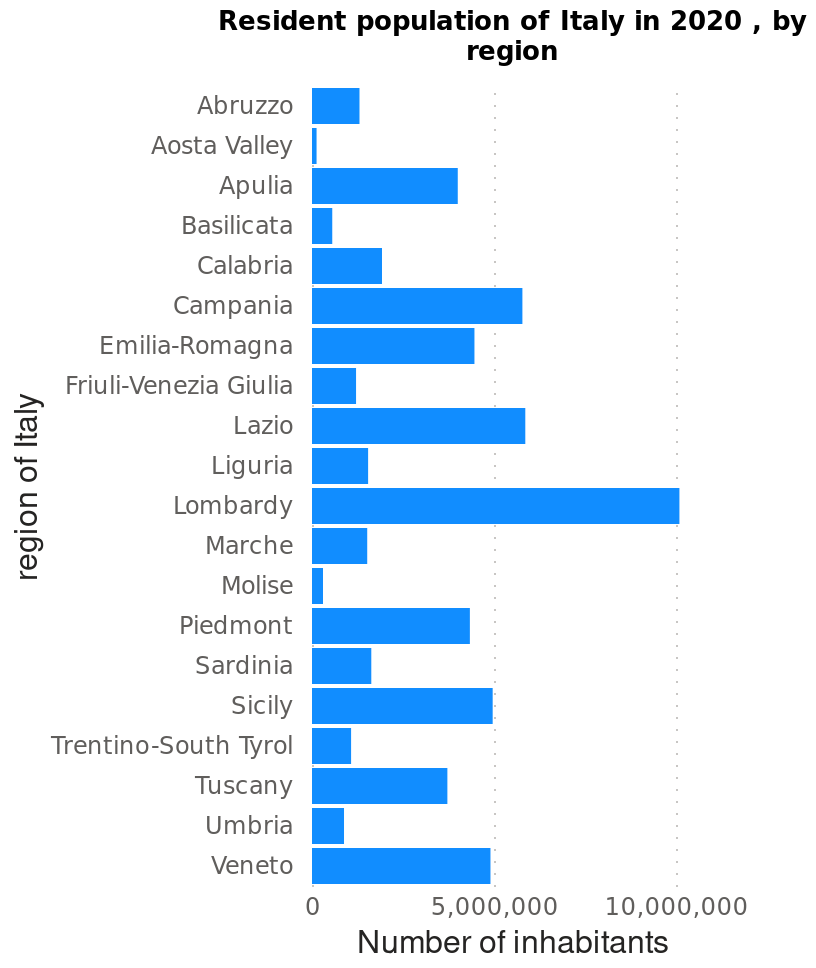 Resident population of Italy in 2020 , by
region
region of Italy
Abruzzo
Aosta Valley
Apulia
Basilicata
Calabria
Campania
Emilia-Romagna
Friuli-Venezia Giulia
Lazio
Liguria
Lombardy
Marche
Molise
Piedmont
Sardinia
Sicily
Trentino-South Tyrol
Tuscany
Umbria
Veneto
0 5,000,000 10,000,000
Number of inhabitants